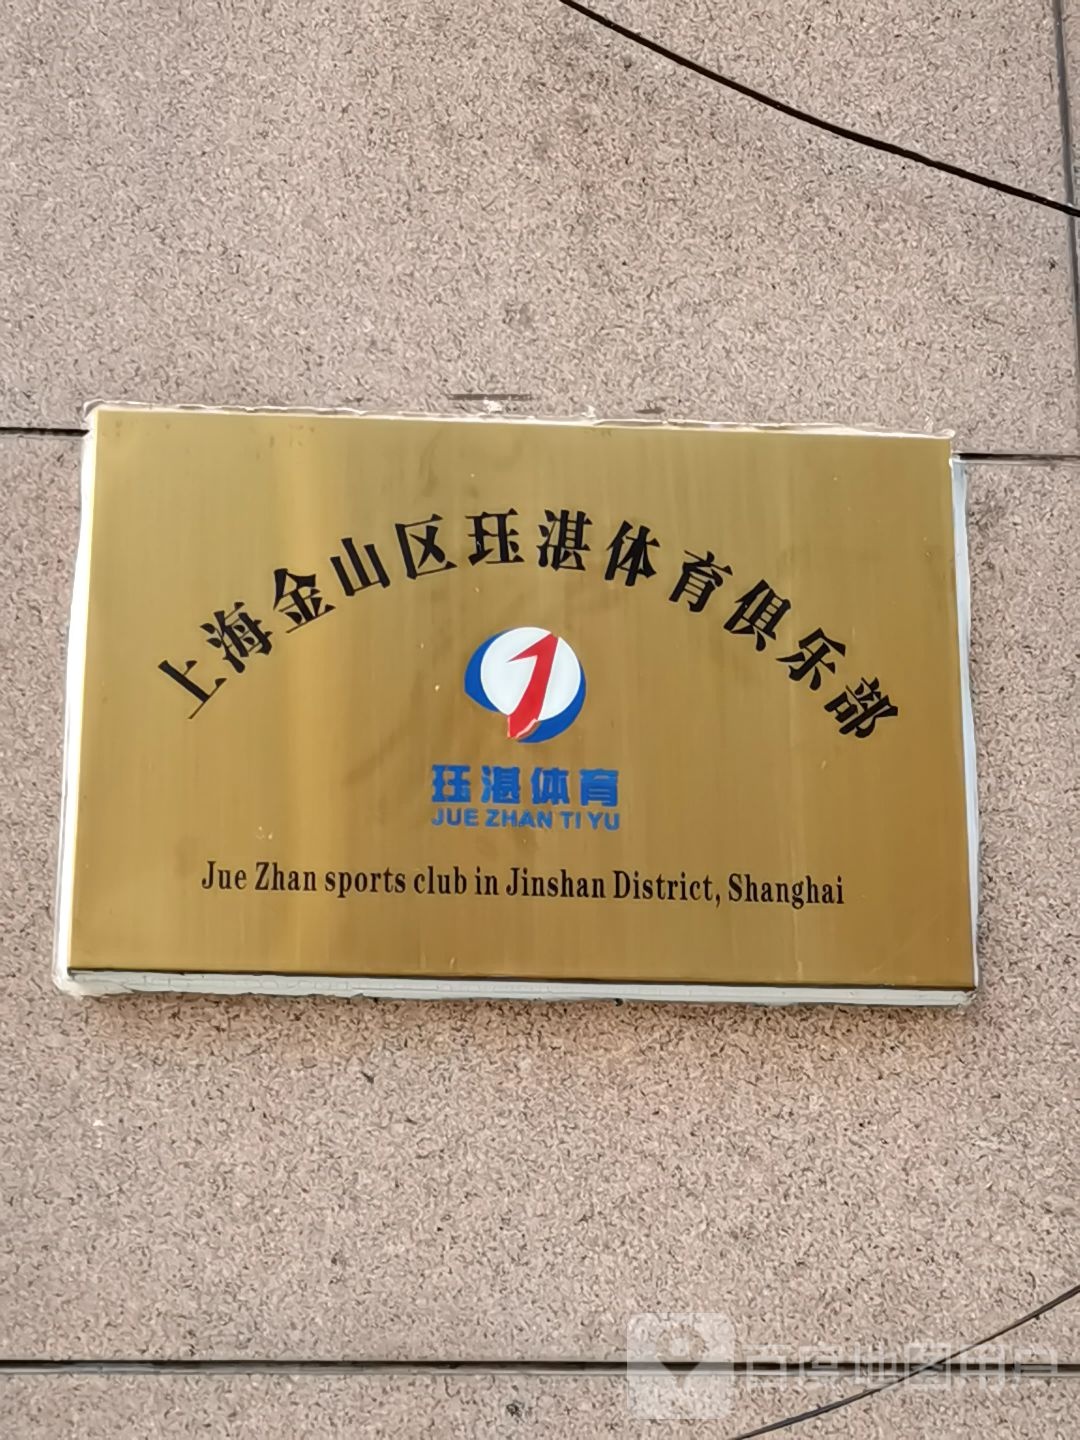 上海金山区珏湛体育俱乐部
珏湛体育
JUE ZHAN TI YU
Jue Zhan sports club in Jinshan District, Shanghai
百度地图用户